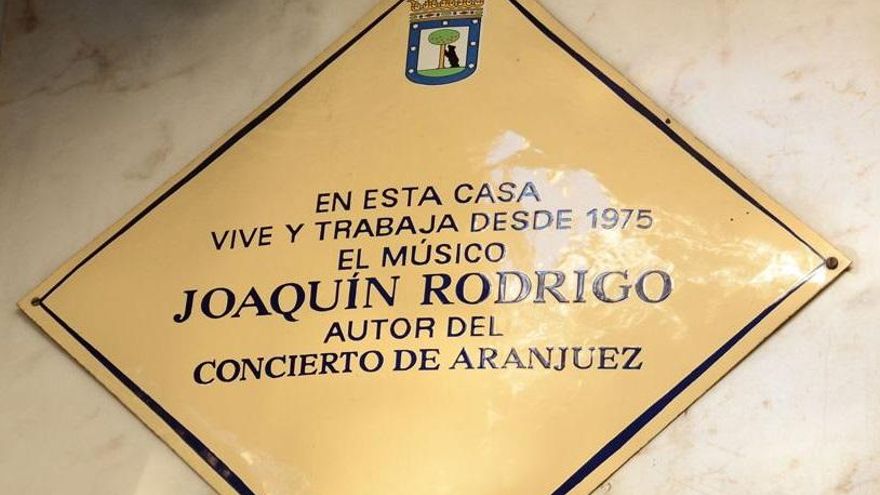 EN ESTA CASA
VIVE Y TRABAJA DESDE 1975
EL MÚSICO
JOAQUÍN RODRIGO
AUTOR DEL
CONCIERTO DE ARANJUEZ